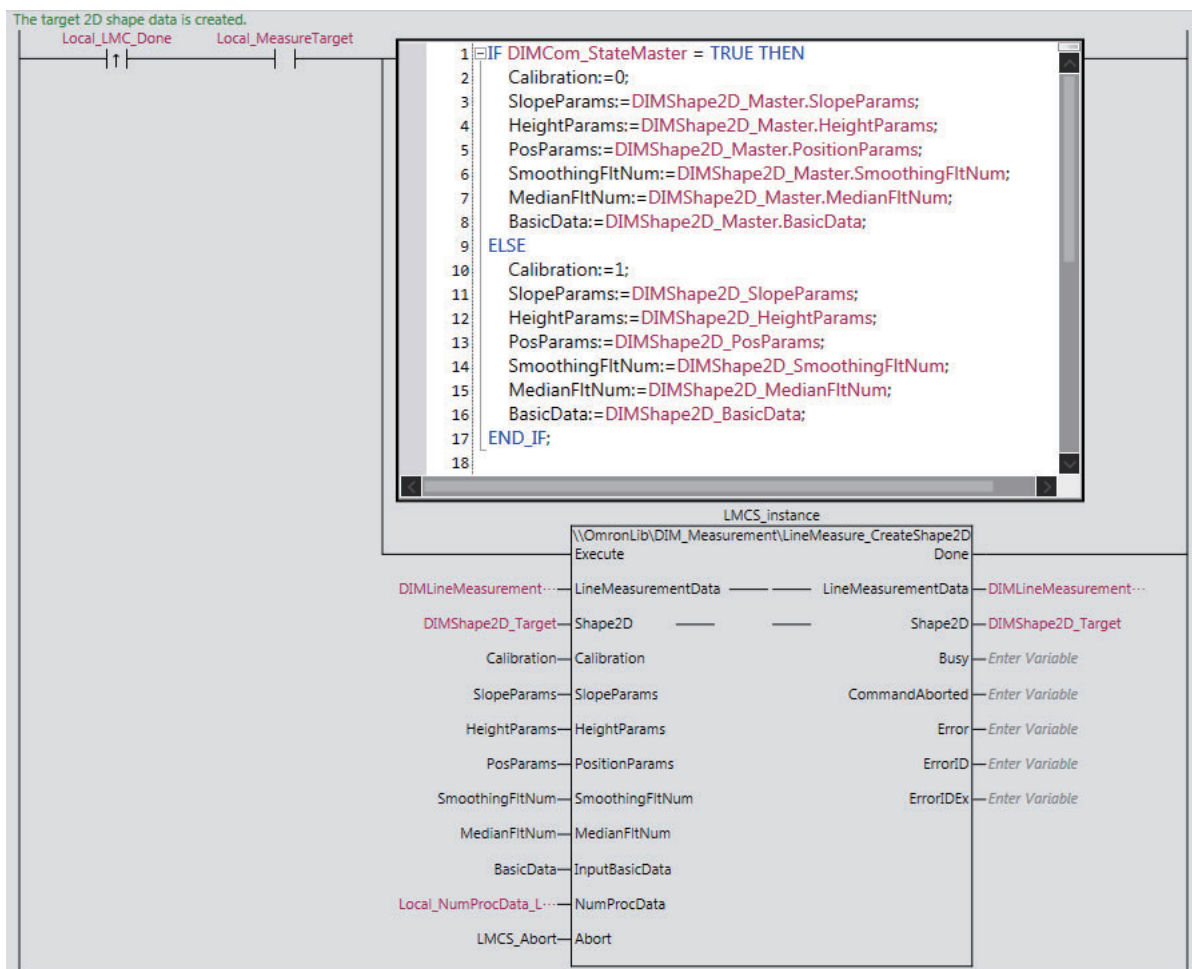 The target 2D shape data is created.
Local_LMC_Done Local_MeasureTarget
1 IF DIMCom_StateMaster = TRUE THEN
2 Calibration:=0;
3 SlopeParams:=DIMShape2D_Master.SlopeParams;
4 HeightParams:=DIMShape2D_Master.HeightParams;
5 PosParams:=DIMShape2D_Master.PositionParams;
6 SmoothingFltNum:=DIMShape2D_Master.SmoothingFltNum;
7 MedianFltNum:=DIMShape2D_Master.MedianFltNum;
8 BasicData:=DIMShape2D_Master.BasicData;
9 ELSE
10 Calibration:=1;
11 SlopeParams:=DIMShape2D_SlopeParams;
12 HeightParams:=DIMShape2D_HeightParams;
13 PosParams:=DIMShape2D_PosParams;
14 SmoothingFltNum:=DIMShape2D_SmoothingFltNum;
15 MedianFltNum:=DIMShape2D_MedianFltNum;
16 BasicData:=DIMShape2D_BasicData;
17 END_IF;
18
LMCS_instance
\\OmronLib\DIM_Measurement\LineMeasure_CreateShape2D
Execute Done
DIMLineMeasurement··· LineMeasurementData LineMeasurementData DIMLineMeasurement···
DIMShape2D_Target Shape2D Shape2D DIMShape2D_Target
Calibration Calibration Busy Enter Variable
SlopeParams SlopeParams CommandAborted Enter Variable
HeightParams HeightParams Error Enter Variable
PosParams PositionParams ErrorID Enter Variable
SmoothingFltNum SmoothingFltNum ErrorIDEx Enter Variable
MedianFltNum MedianFltNum
BasicData InputBasicData
Local_NumProcData_L··· NumProcData
LMCS_Abort Abort